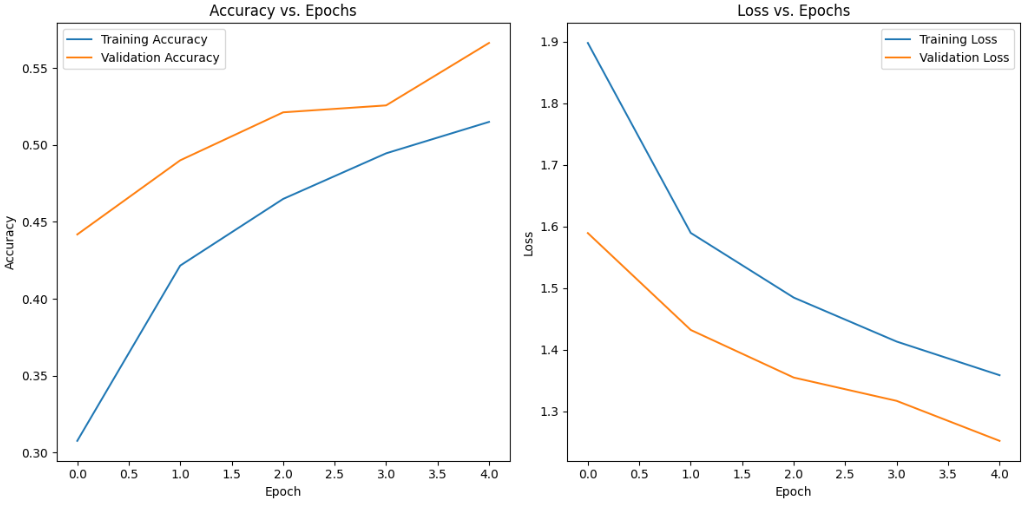 Accuracy vs. Epochs
Training Accuracy
Validation Accuracy
0.55
0.50
0.45
0.40
0.35
0.30
Accuracy
0.0 0.5 1.0 1.5 2.0 2.5 3.0 3.5 4.0
Epoch
Loss vs. Epochs
Training Loss
Validation Loss
1.9
1.8
1.7
1.6
1.5
1.4
1.3
Loss
0.0 0.5 1.0 1.5 2.0 2.5 3.0 3.5 4.0
Epoch